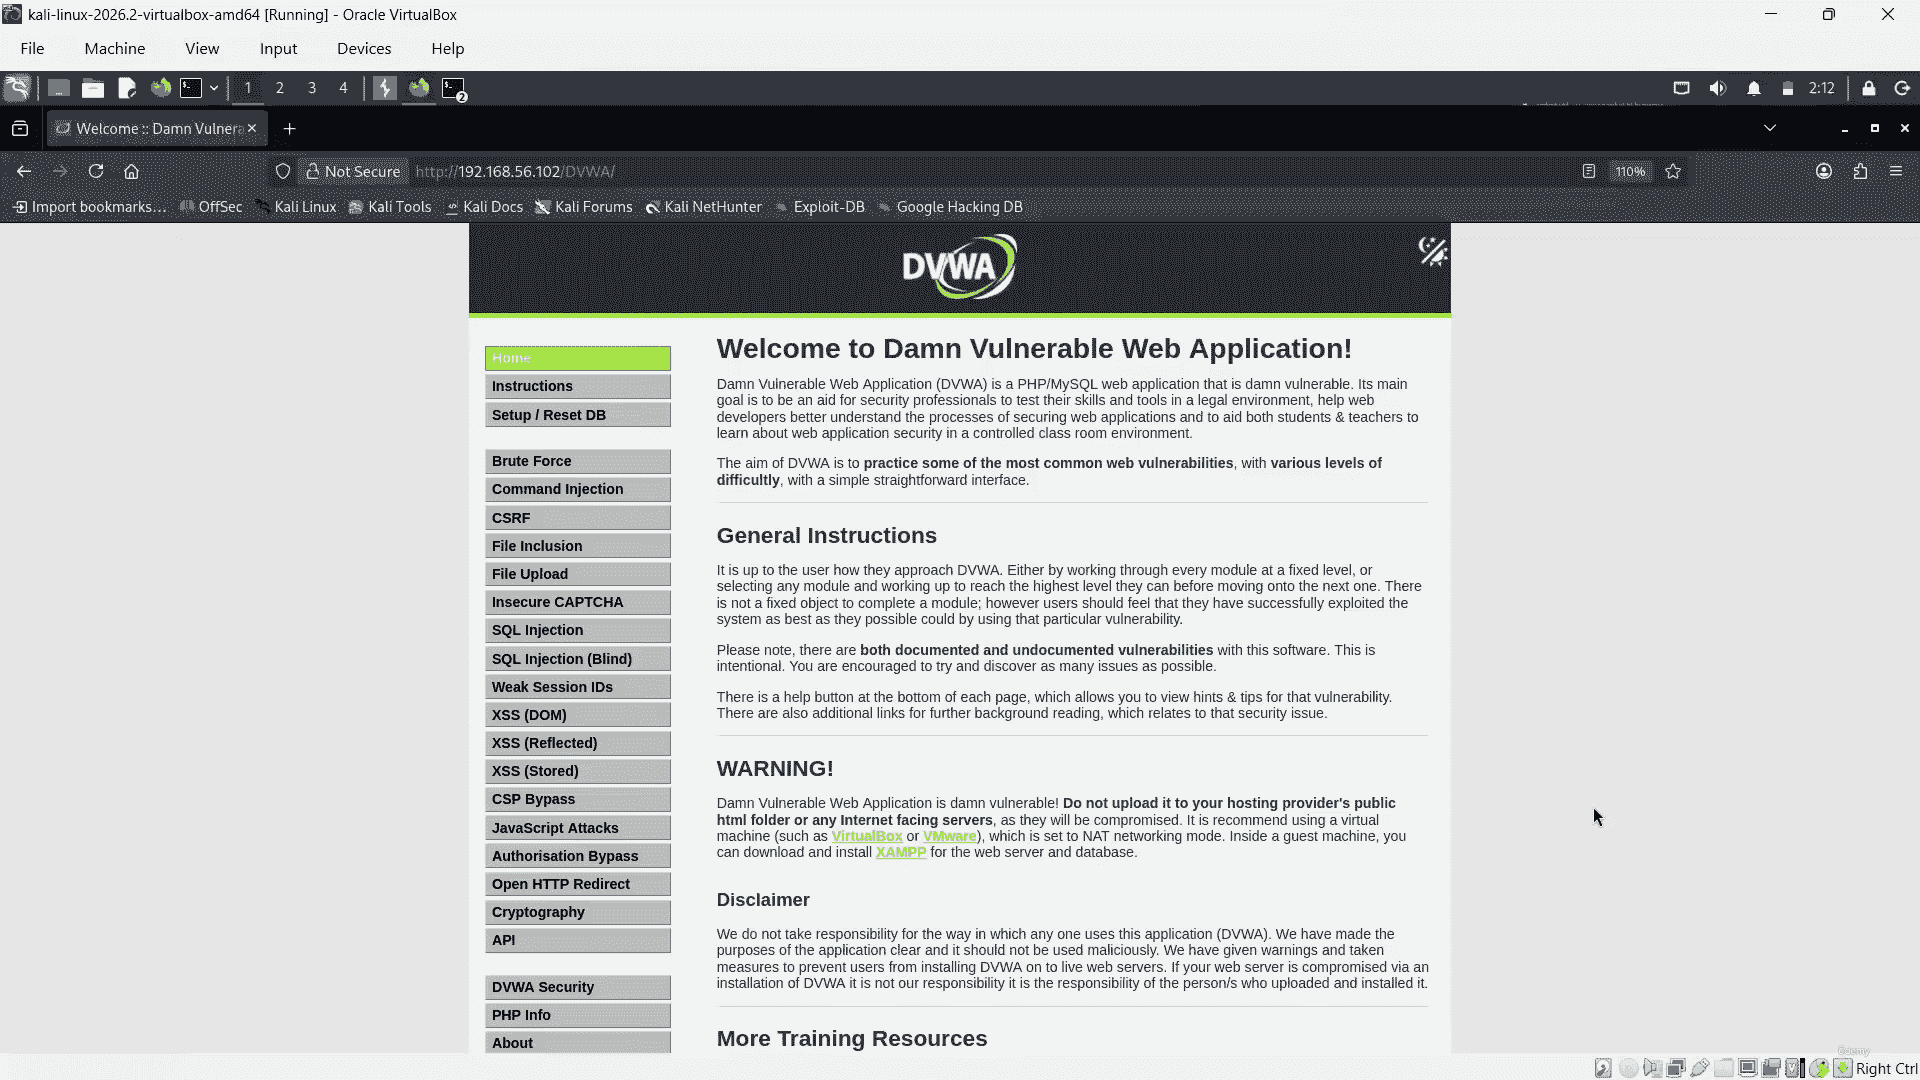 kali-linux-2026.2-virtualbox-amd64 [Running] - Oracle VirtualBox
File Machine View Input Devices Help
1 2 3 4 2 2:12
Welcome :: Damn Vulnera
Not Secure http://192.168.56.102/DVWA/ 110%
Import bookmarks... OffSec Kali Linux Kali Tools Kali Docs Kali Forums Kali NetHunter Exploit-DB Google Hacking DB
DVWA
Home
Instructions
Setup / Reset DB
Brute Force
Command Injection
CSRF
File Inclusion
File Upload
Insecure CAPTCHA
SQL Injection
SQL Injection (Blind)
Weak Session IDs
XSS (DOM)
XSS (Reflected)
XSS (Stored)
CSP Bypass
JavaScript Attacks
Authorisation Bypass
Open HTTP Redirect
Cryptography
API
DVWA Security
PHP Info
About
Welcome to Damn Vulnerable Web Application!
Damn Vulnerable Web Application (DVWA) is a PHP/MySQL web application that is damn vulnerable. Its main
goal is to be an aid for security professionals to test their skills and tools in a legal environment, help web
developers better understand the processes of securing web applications and to aid both students & teachers to
learn about web application security in a controlled class room environment.
The aim of DVWA is to practice some of the most common web vulnerabilities, with various levels of
difficultly, with a simple straightforward interface.
General Instructions
It is up to the user how they approach DVWA. Either by working through every module at a fixed level, or
selecting any module and working up to reach the highest level they can before moving onto the next one. There
is not a fixed object to complete a module; however users should feel that they have successfully exploited the
system as best as they possible could by using that particular vulnerability.
Please note, there are both documented and undocumented vulnerabilities with this software. This is
intentional. You are encouraged to try and discover as many issues as possible.
There is a help button at the bottom of each page, which allows you to view hints & tips for that vulnerability.
There are also additional links for further background reading, which relates to that security issue.
WARNING!
Damn Vulnerable Web Application is damn vulnerable! Do not upload it to your hosting provider's public
html folder or any Internet facing servers, as they will be compromised. It is recommend using a virtual
machine (such as VirtualBox or VMware), which is set to NAT networking mode. Inside a guest machine, you
can download and install XAMPP for the web server and database.
Disclaimer
We do not take responsibility for the way in which any one uses this application (DVWA). We have made the
purposes of the application clear and it should not be used maliciously. We have given warnings and taken
measures to prevent users from installing DVWA on to live web servers. If your web server is compromised via an
installation of DVWA it is not our responsibility it is the responsibility of the person/s who uploaded and installed it.
More Training Resources
Udemy
Right Ctrl